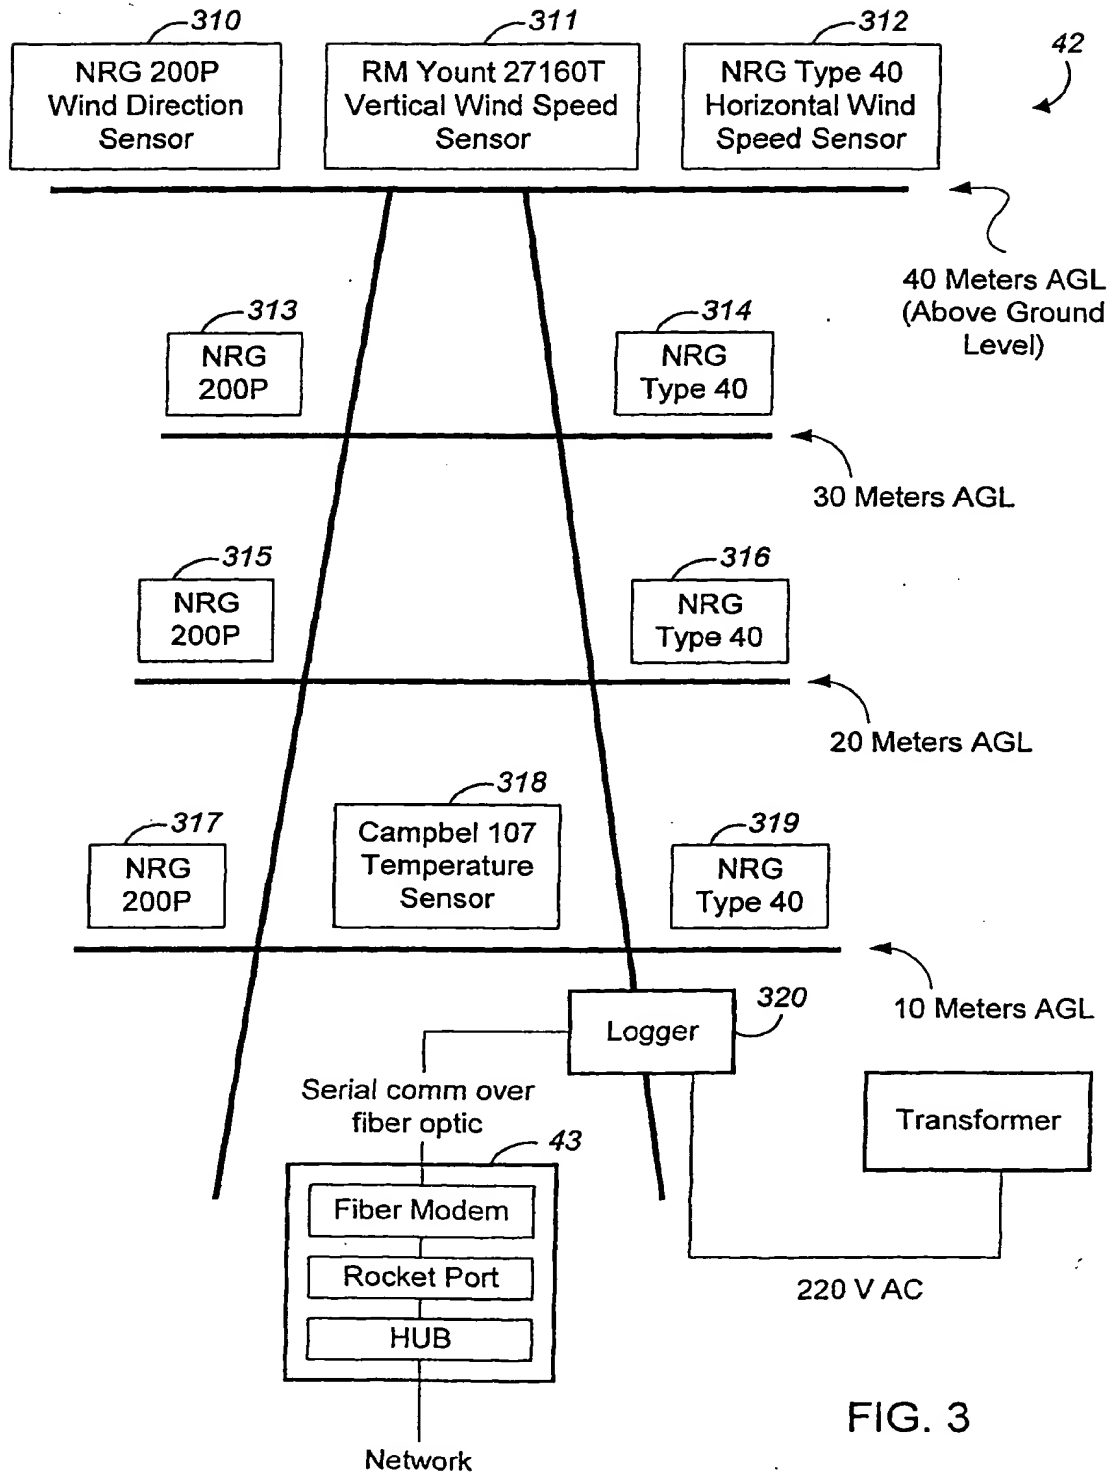 310
311
312
42
NRG 200P
Wind Direction
Sensor
RM Yount 27160T
Vertical Wind Speed
Sensor
NRG Type 40
Horizontal Wind
Speed Sensor
40 Meters AGL
(Above Ground
Level)
313
314
NRG
200P
NRG
Type 40
30 Meters AGL
315
316
NRG
200P
NRG
Type 40
20 Meters AGL
317
318
319
NRG
200P
Campbel 107
Temperature
Sensor
NRG
Type 40
10 Meters AGL
320
Logger
Serial comm over
fiber optic
Transformer
43
Fiber Modem
Rocket Port
HUB
220 V AC
Network
FIG. 3